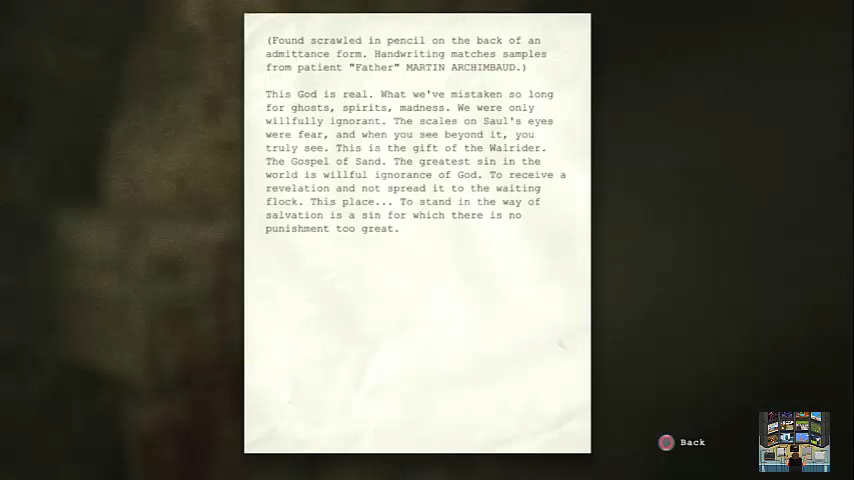 (Found scrawled in pencil on the back of an
admittance form. Handwriting matches samples
from patient "Father" MARTIN ARCHIMBAUD.)
This God is real. What we've mistaken so long
for ghosts, spirits, madness. We were only
willfully ignorant. The scales on Saul's eyes
were fear, and when you see beyond it, you
truly see. This is the gift of the Walrider.
The Gospel of Sand. The greatest sin in the
world is willful ignorance of God. To receive a
revelation and not spread it to the waiting
flock. This place... To stand in the way of
salvation is a sin for which there is no
punishment too great.
Back